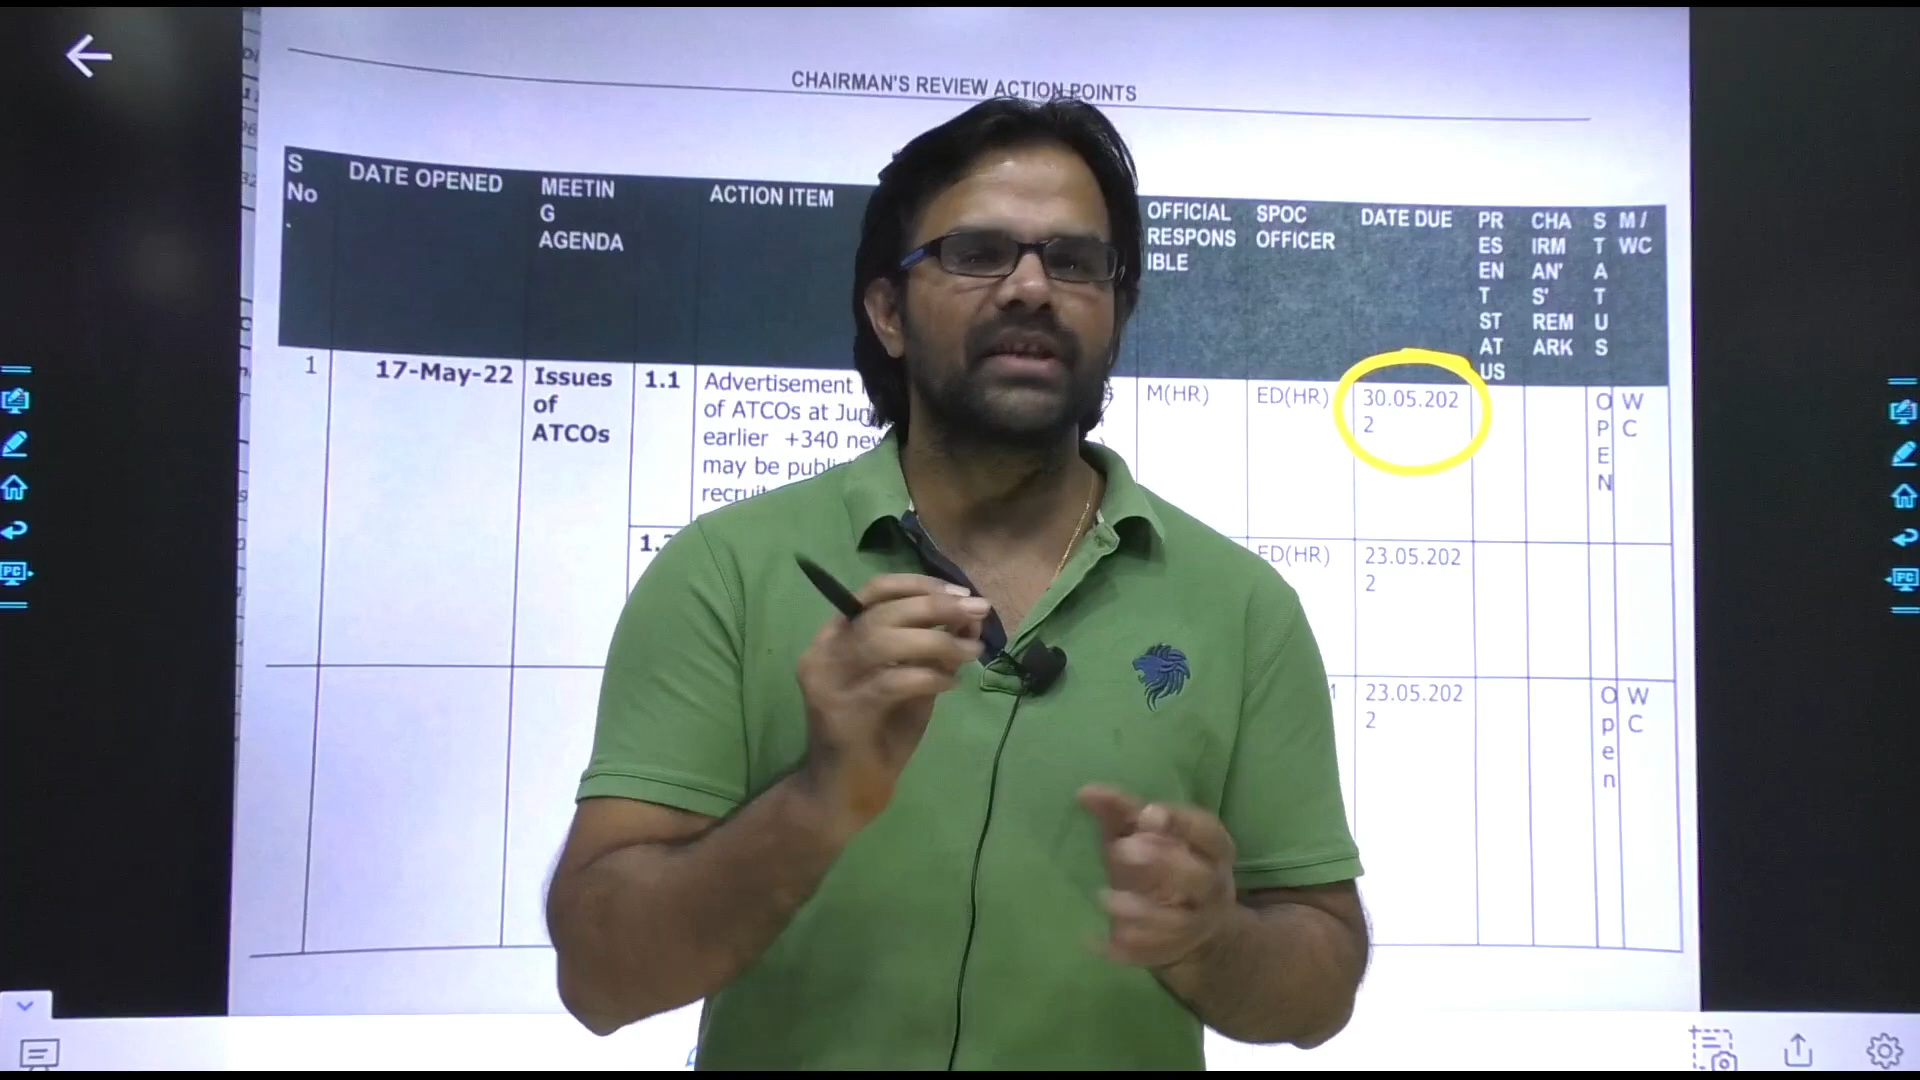 CHAIRMAN'S REVIEW ACTION POINTS
S
No
.
DATE OPENED
MEETIN
G
AGENDA
ACTION ITEM
OFFICIAL
RESPONS
IBLE
SPOC
OFFICER
DATE DUE
PR
ES
EN
T
ST
AT
US
CHA
IRM
AN'
S'
REM
ARK
S
T
A
T
U
S
M /
WC
1
17-May-22
Issues
of
ATCOs
1.1
Advertisement
of ATCOs at
earlier +340 new
may be
M(HR)
ED(HR)
30.05.202
2
O
P
E
N
W
C
ED(HR)
23.05.202
2
23.05.202
2
O
p
e
n
W
C
PC
PC